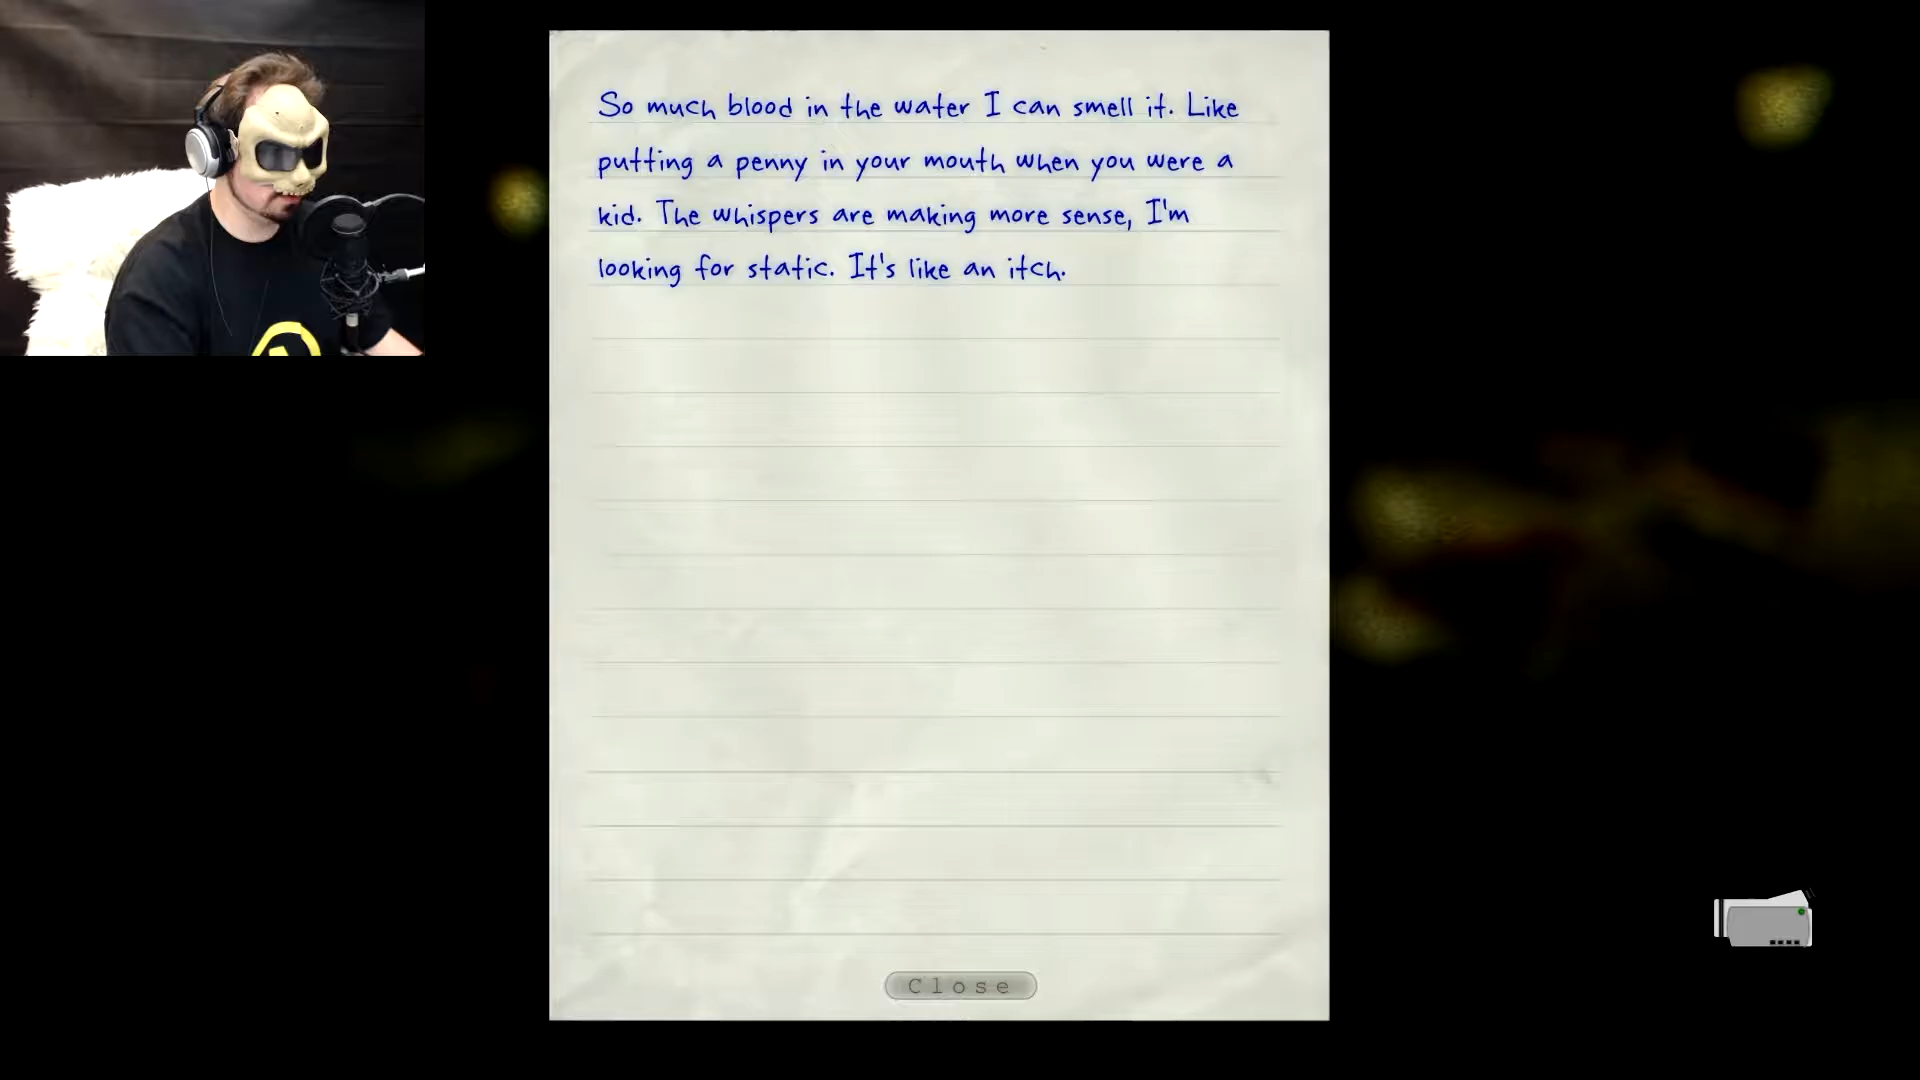 So much blood in the water I can smell it. Like
putting a penny in your mouth when you were a
kid. The whispers are making more sense, I'm
looking for static. It's like an itch.
Close